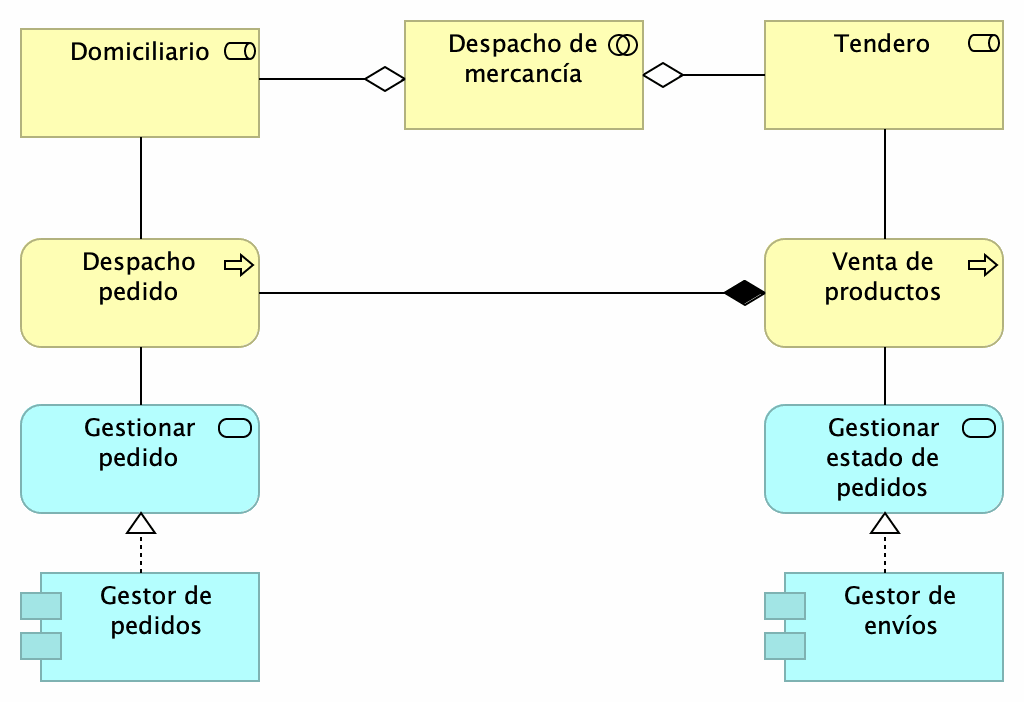 Domiciliario
Despacho de
mercancía
Tendero
Despacho
pedido
Venta de
productos
Gestionar
pedido
Gestionar
estado de
pedidos
Gestor de
pedidos
Gestor de
envíos